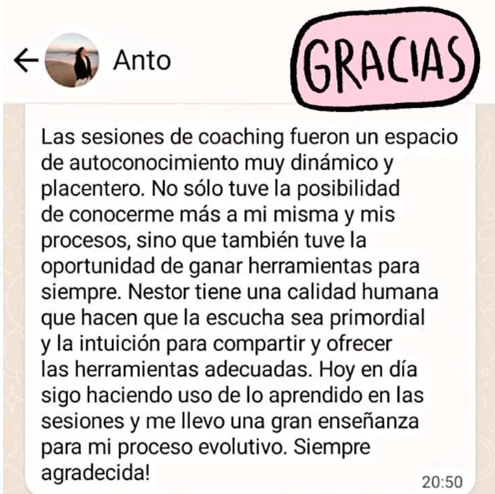 Anto
GRACIAS
Las sesiones de coaching fueron un espacio
de autoconocimiento muy dinámico y
placentero. No sólo tuve la posibilidad
de conocerme más a mi misma y mis
procesos, sino que también tuve la
oportunidad de ganar herramientas para
siempre. Nestor tiene una calidad humana
que hacen que la escucha sea primordial
y la intuición para compartir y ofrecer
las herramientas adecuadas. Hoy en día
sigo haciendo uso de lo aprendido en las
sesiones y me llevo una gran enseñanza
para mi proceso evolutivo. Siempre
agradecida!
20:50